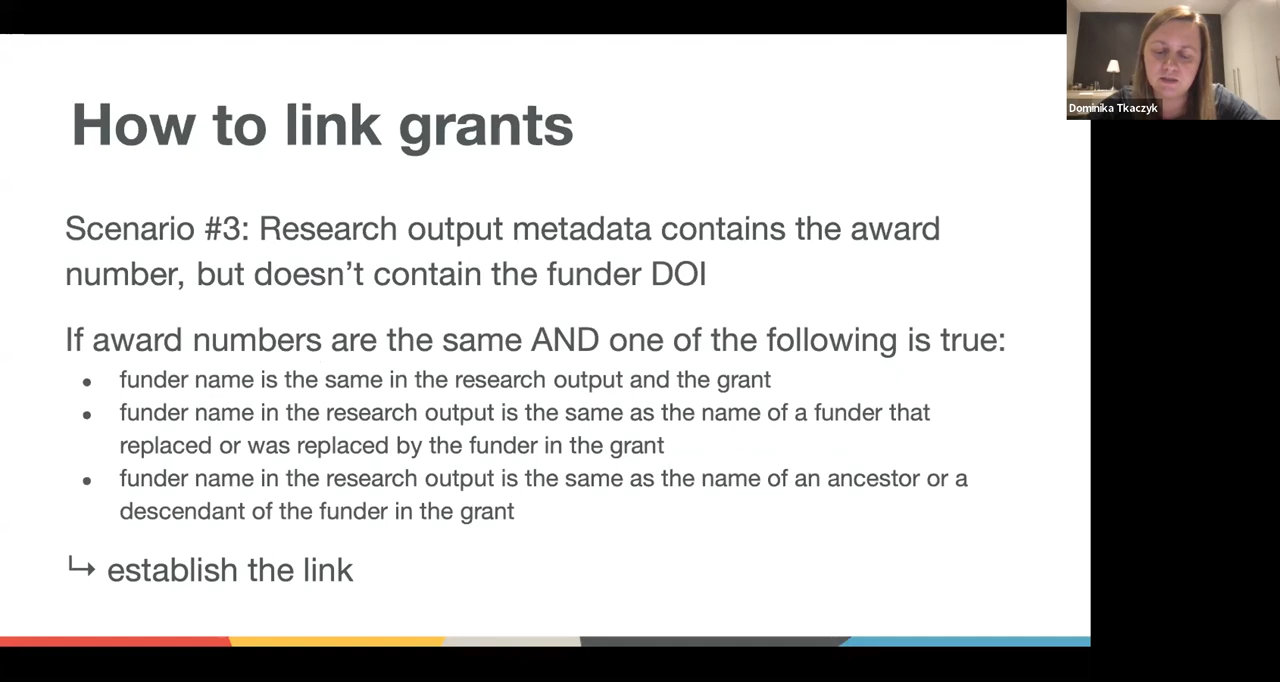 How to link grants
Dominika Tkaczyk
Scenario #3: Research output metadata contains the award
number, but doesn’t contain the funder DOI
If award numbers are the same AND one of the following is true:
● funder name is the same in the research output and the grant
● funder name in the research output is the same as the name of a funder that
replaced or was replaced by the funder in the grant
● funder name in the research output is the same as the name of an ancestor or a
descendant of the funder in the grant
↳ establish the link